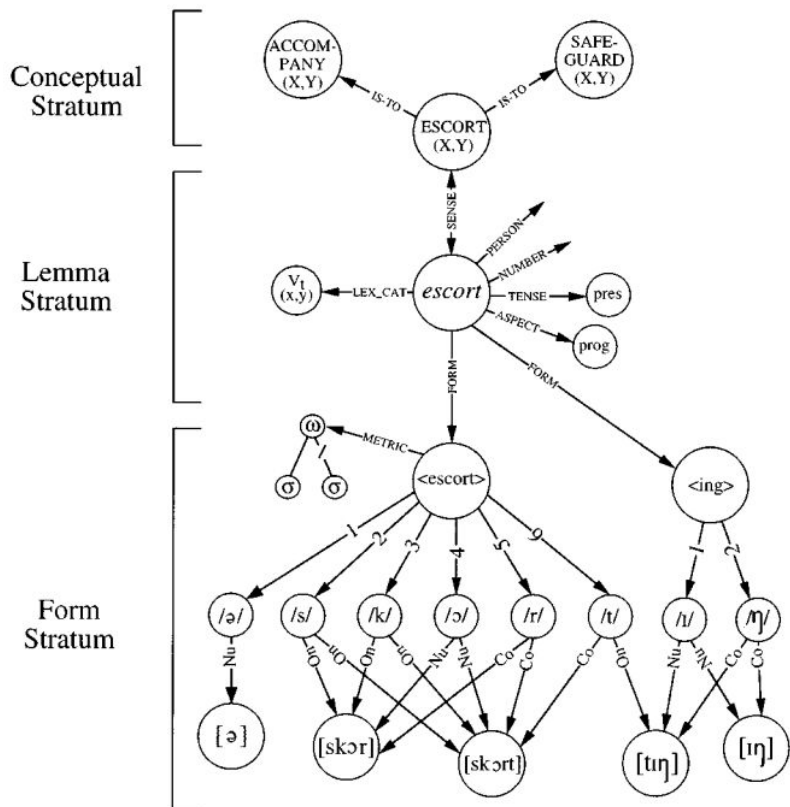 Conceptual
Stratum
ACCOM-
PANY
(X,Y)
SAFE-
GUARD
(X,Y)
IS-TO
IS-TO
ESCORT
(X,Y)
SENSE
Lemma
Stratum
PERSON
NUMBER
Vt
(x,y)
LEX_CAT
escort
TENSE
pres
ASPECT
prog
FORM
FORM
Form
Stratum
ω
METRIC
σ
σ
<escort>
<ing>
1
2
3
4
5
6
1
2
/ə/
/s/
/k/
/ɔ/
/r/
/t/
/ɪ/
/ŋ/
Nu
On
On
On
On
Nu
Nu
Co
Co
Co
On
Nu
Nu
Co
Co
[ə]
[skɔr]
[skɔrt]
[tɪŋ]
[ɪŋ]